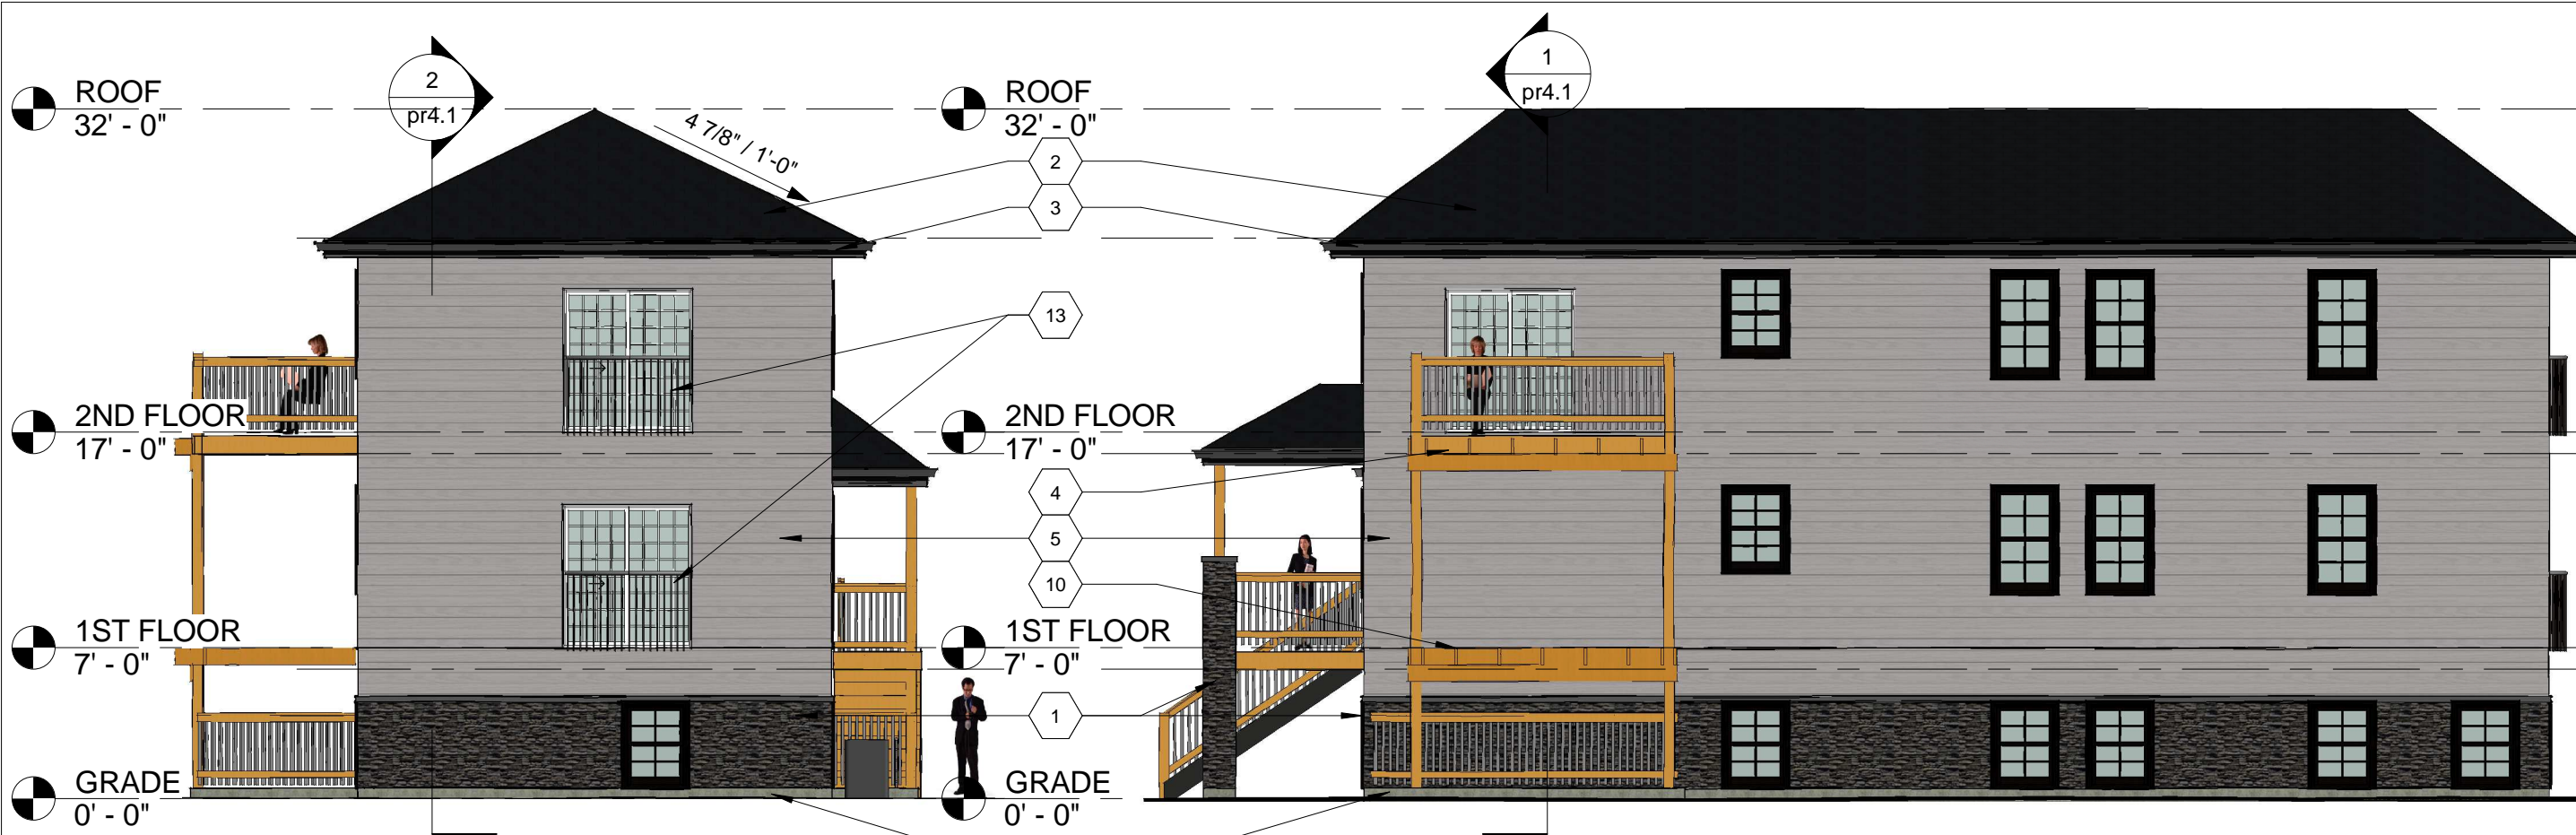 2
pr4.1
1
pr4.1
ROOF
32' - 0"
ROOF
32' - 0"
4 7/8" / 1'-0"
2
3
13
2ND FLOOR
17' - 0"
2ND FLOOR
17' - 0"
4
5
10
1ST FLOOR
7' - 0"
1ST FLOOR
7' - 0"
1
GRADE
0' - 0"
GRADE
0' - 0"